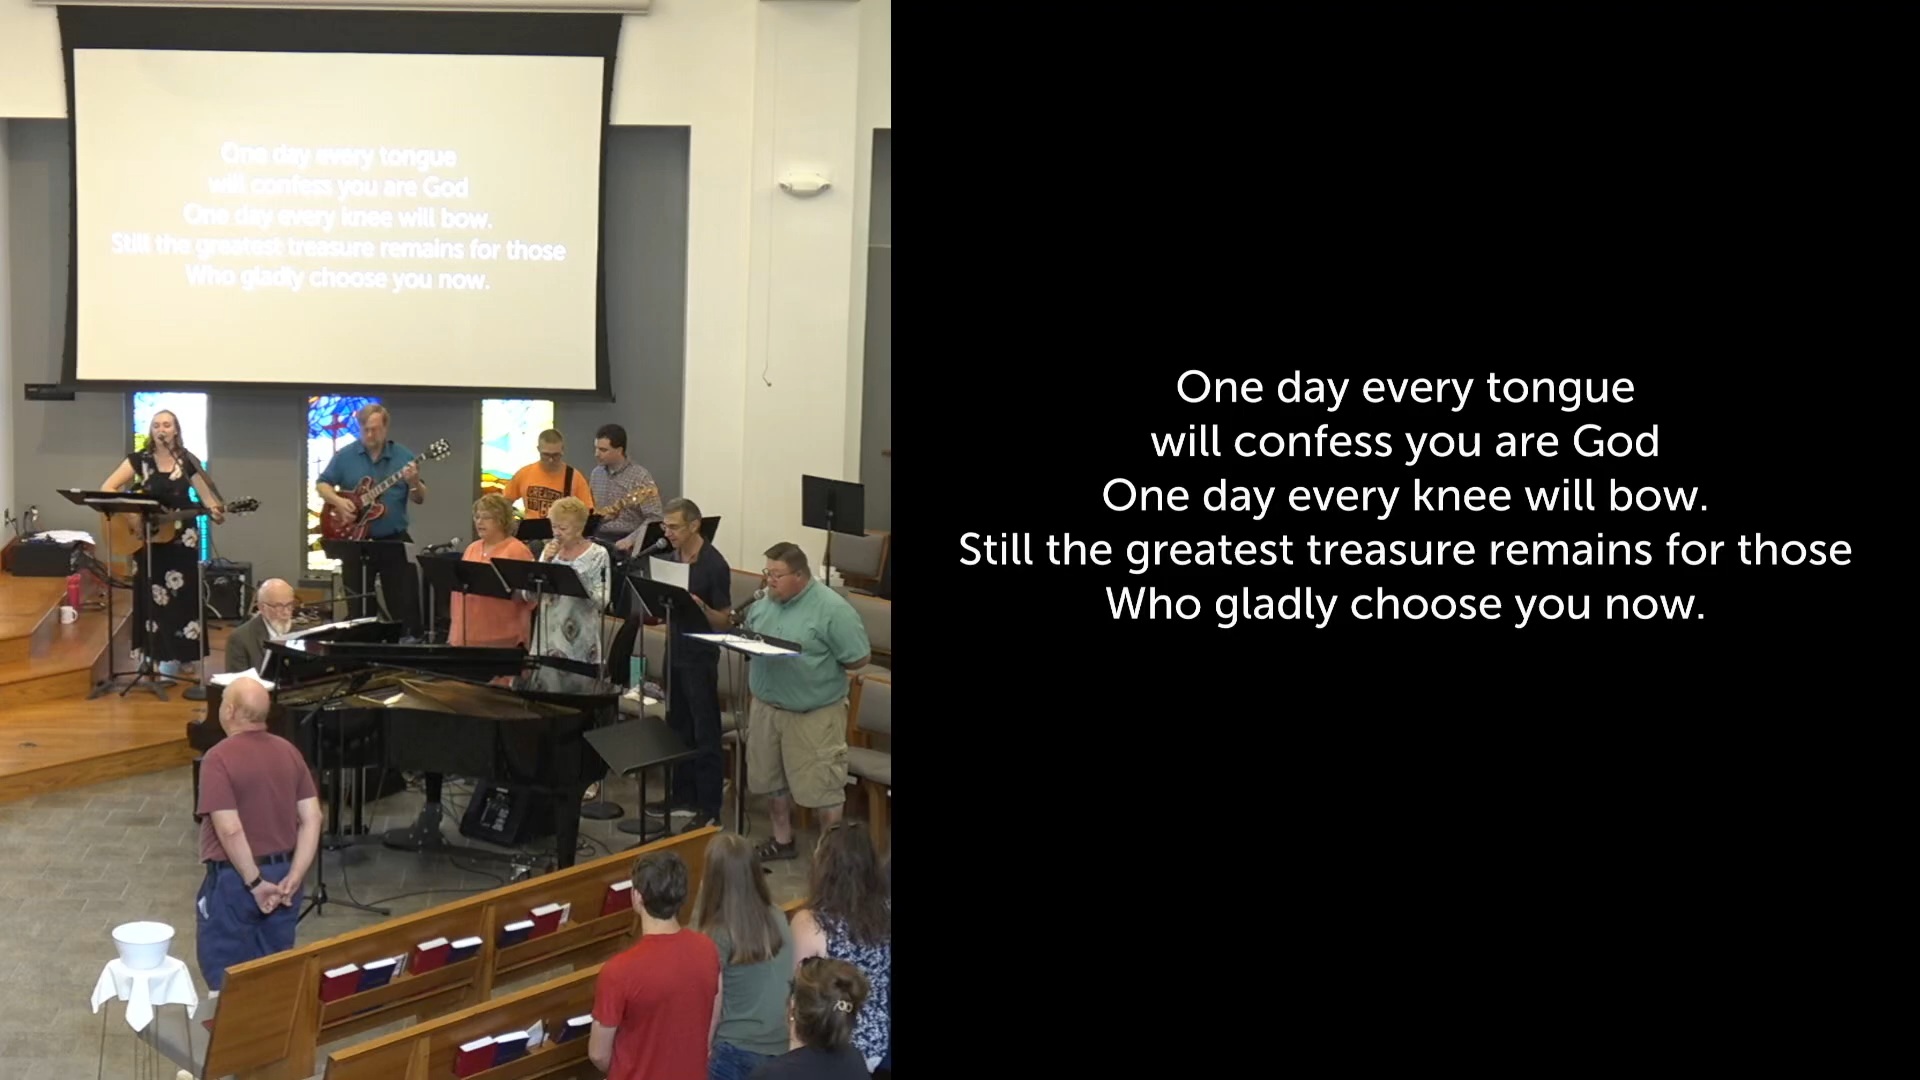 One day every tongue
will confess you are God
One day every knee will bow.
Still the greatest treasure remains for those
Who gladly choose you now.
One day every tongue
will confess you are God
One day every knee will bow.
Still the greatest treasure remains for those
Who gladly choose you now.